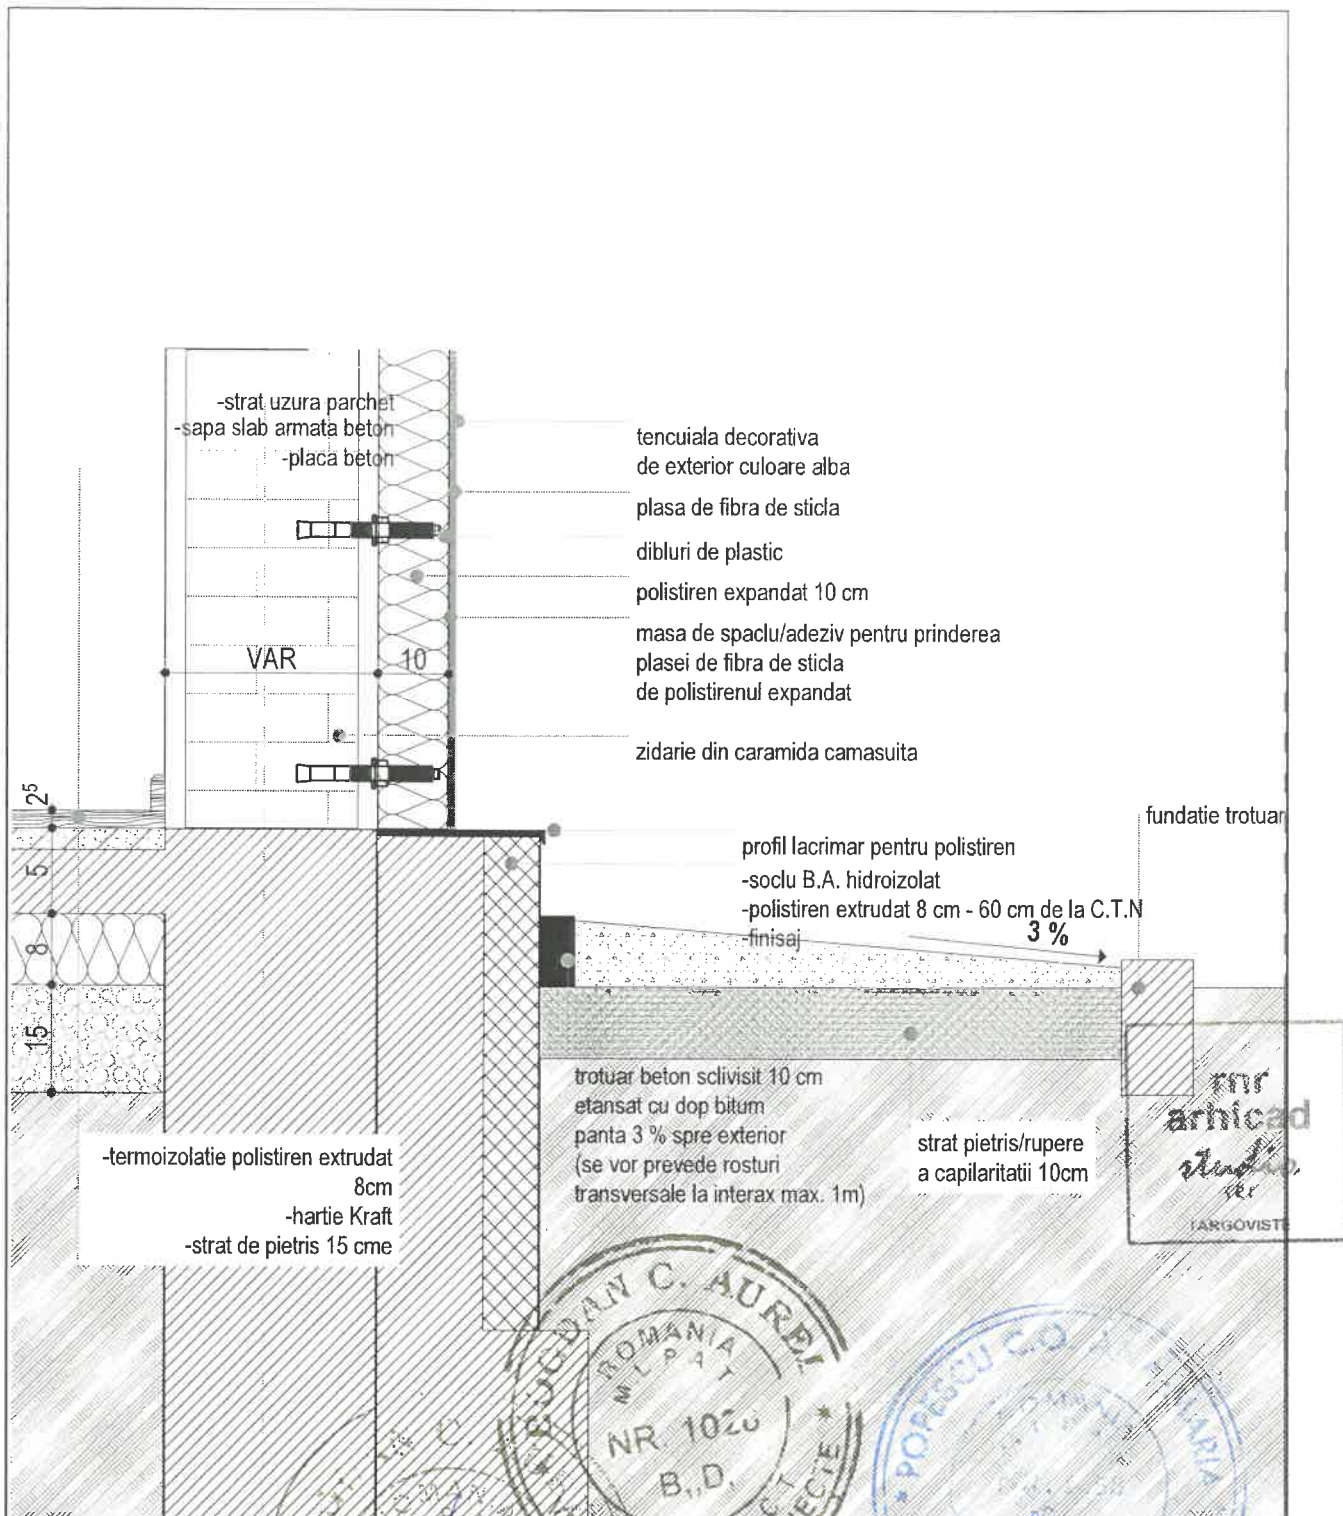 -strat uzura parchet
-sapa slab armata beton
-placa beton
tencuiala decorativa
de exterior culoare alba
plasa de fibra de sticla
dibluri de plastic
polistiren expandat 10 cm
masa de spaclu/adeziv pentru prinderea
plasei de fibra de sticla
de polistirenul expandat
VAR
10
zidarie din caramida camasuita
2⁵
5
8
15
fundatie trotuar
profil lacrimar pentru polistiren
-soclu B.A. hidroizolat
-polistiren extrudat 8 cm - 60 cm de la C.T.N
-finisaj
3 %
trotuar beton sclivisit 10 cm
etansat cu dop bitum
panta 3 % spre exterior
(se vor prevede rosturi
transversale la interax max. 1m)
strat pietris/rupere
a capilaritatii 10cm
-termoizolatie polistiren extrudat
8cm
-hartie Kraft
-strat de pietris 15 cme
rnr
arhicad
studio
TARGOVISTE
BOGDAN C. AUREL
ROMANIA
M L P A T
NR.
B,,D,
POPESCU C.O.